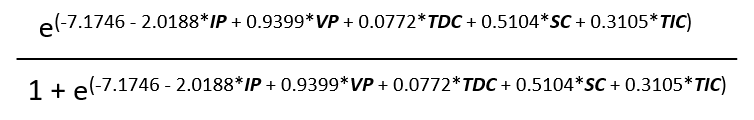 e(-7.1746 - 2.0188*IP + 0.9399*VP + 0.0772*TDC + 0.5104*SC + 0.3105*TIC)
1 + e(-7.1746 - 2.0188*IP + 0.9399*VP + 0.0772*TDC + 0.5104*SC + 0.3105*TIC)